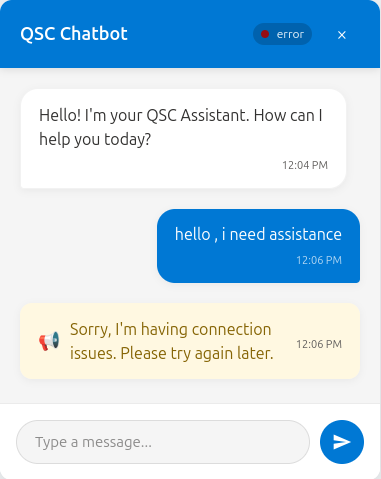 QSC Chatbot
error
×
Hello! I'm your QSC Assistant. How can I
help you today?
12:04 PM
hello , i need assistance
12:06 PM
Sorry, I'm having connection
issues. Please try again later.
12:06 PM
Type a message...